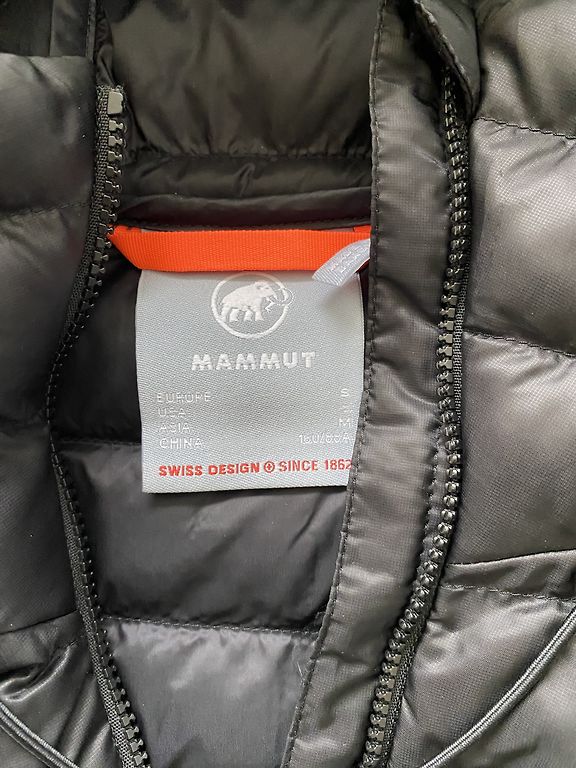 MAMMUT
EUROPE S
USA S
ASIA M
CHINA
SWISS DESIGN SINCE 1862